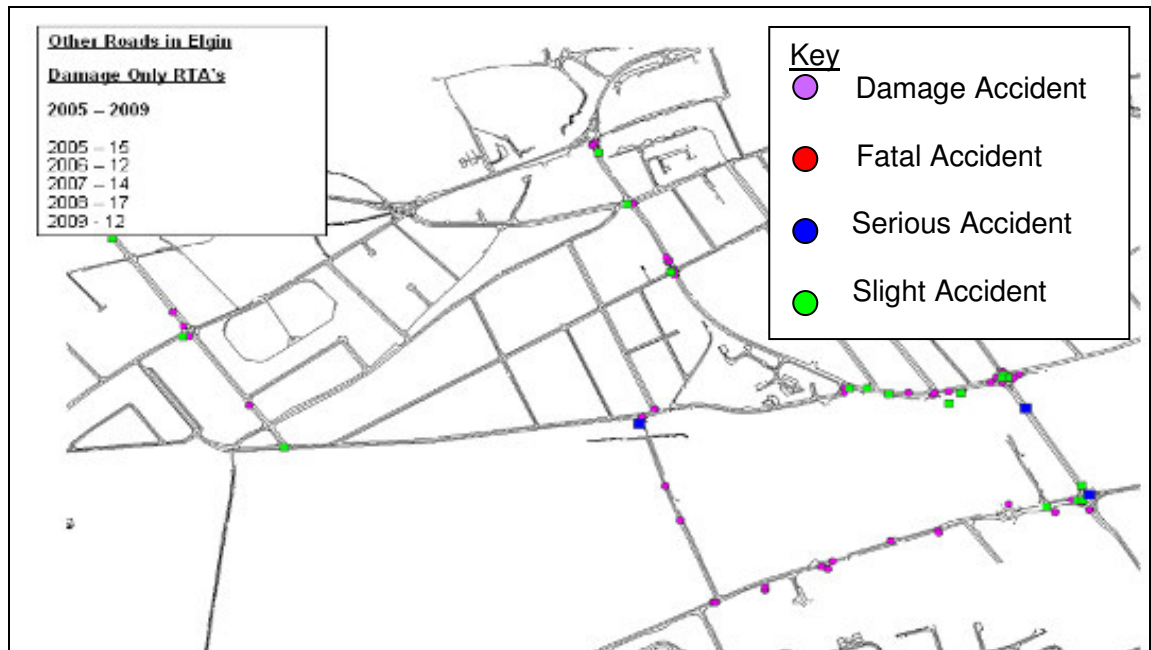 Other Roads in Elgin
Damage Only RTA's
2005 – 2009
2005 – 15
2006 – 12
2007 – 14
2008 – 17
2009 - 12
Key
Damage Accident
Fatal Accident
Serious Accident
Slight Accident